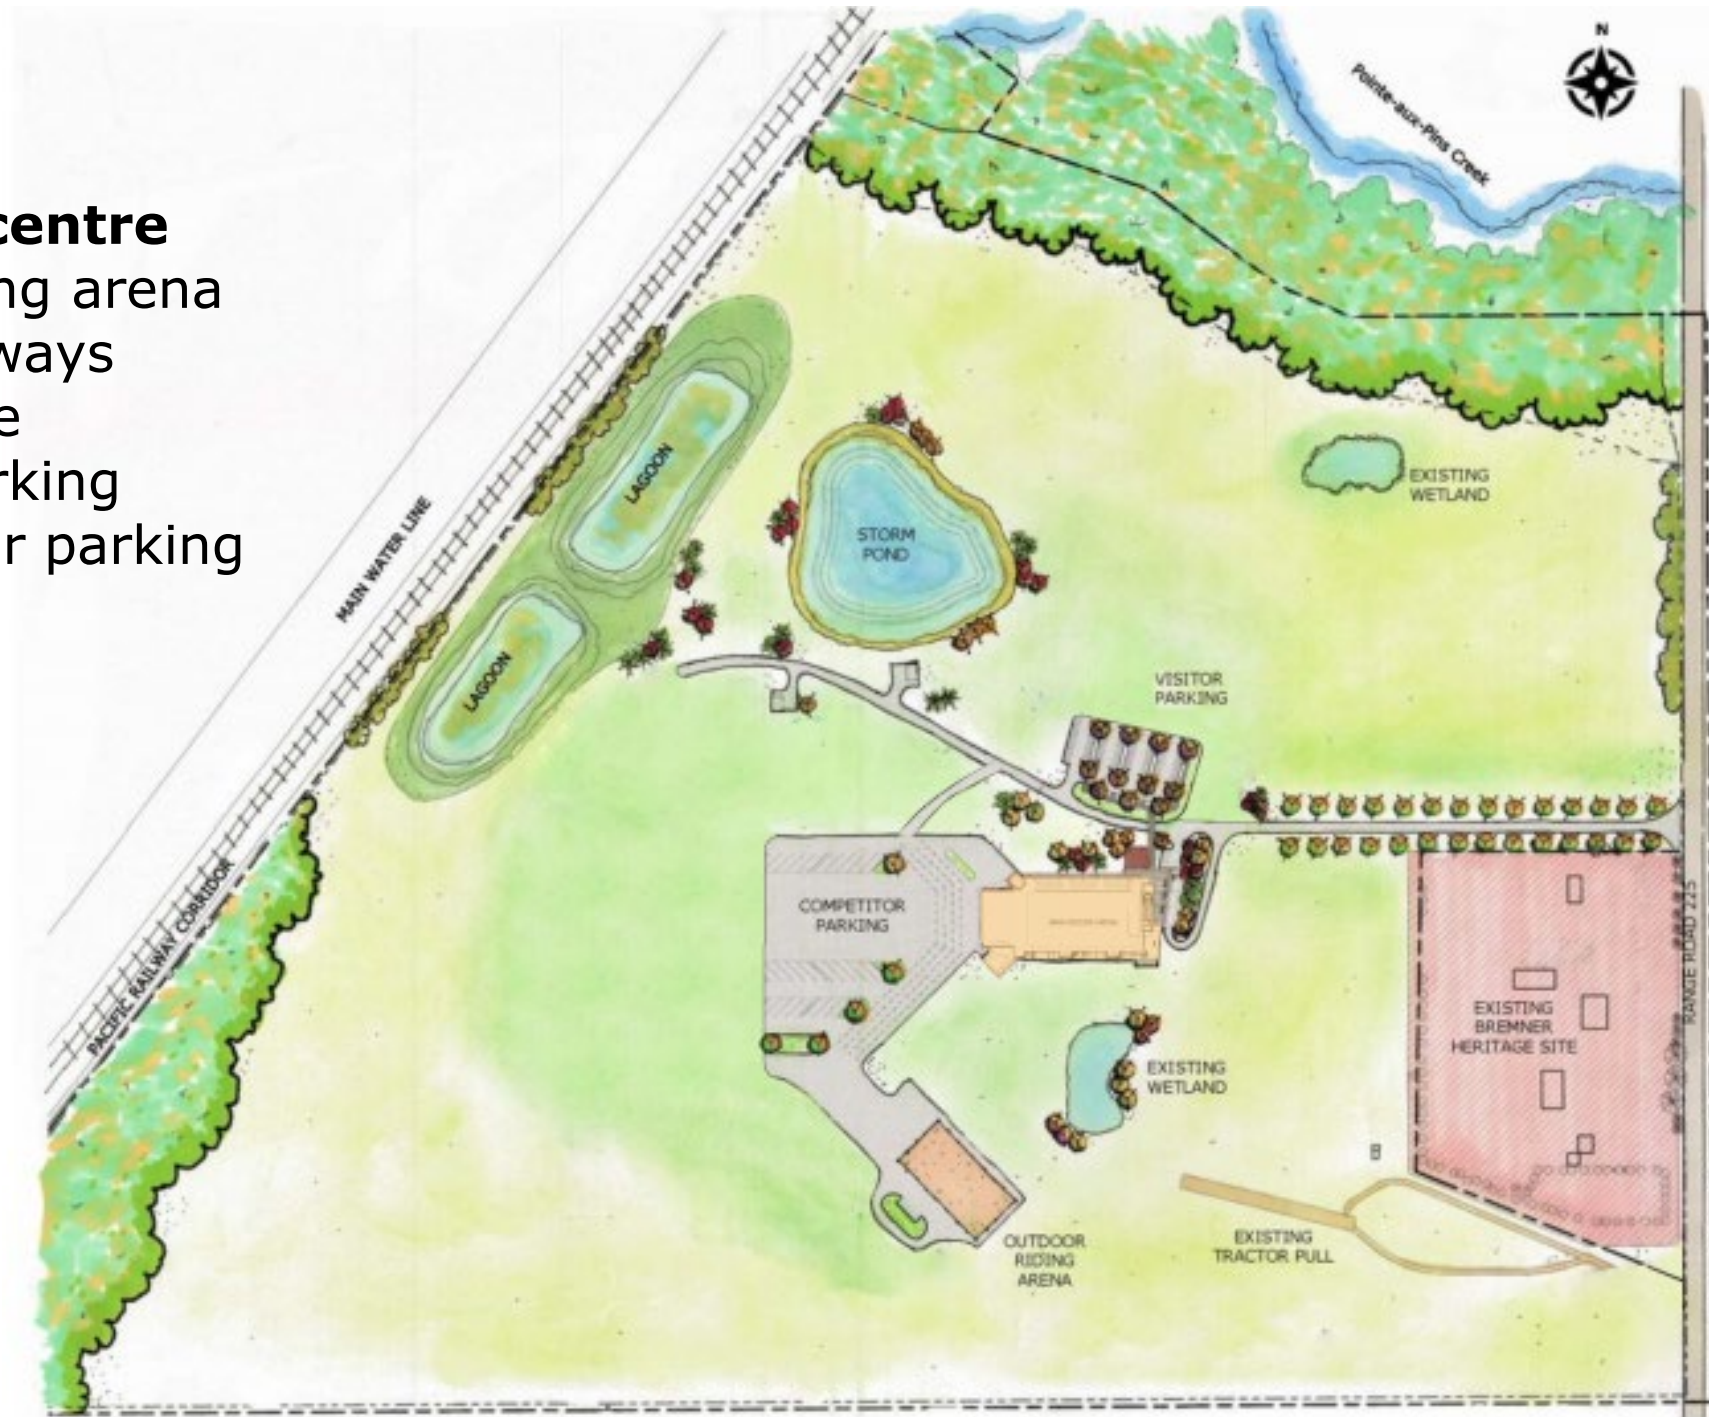 centre
ng arena
ways
e
rking
r parking
N
Pointe-aux-Pins Creek
MAIN WATER LINE
LAGOON
LAGOON
STORM
POND
EXISTING
WETLAND
VISITOR
PARKING
PACIFIC RAILWAY CORRIDOR
COMPETITOR
PARKING
EXISTING
WETLAND
EXISTING
BREMNER
HERITAGE SITE
RANGE ROAD 225
OUTDOOR
RIDING
ARENA
EXISTING
TRACTOR PULL